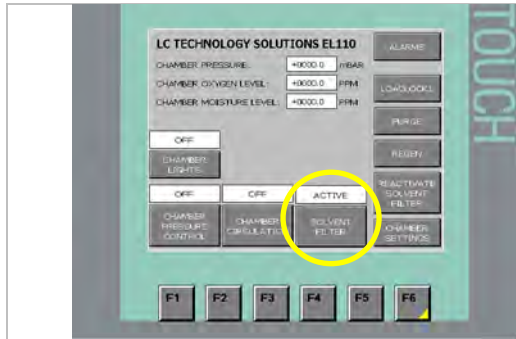 LC TECHNOLOGY SOLUTIONS EL110
CHAMBER PRESSURE: +0000.0 mBAR
CHAMBER OXYGEN LEVEL: +0000.0 PPM
CHAMBER MOISTURE LEVEL: +0000.0 PPM
ALARMS
LOADLOCKS
PURGE
REGEN
REACTIVATE
SOLVENT
FILTER
CHAMBER
SETTINGS
OFF
CHAMBER
LIGHTS
OFF
CHAMBER
PRESSURE
CONTROL
OFF
CHAMBER
CIRCULATIO
ACTIVE
SOLVENT
FILTER
F1 F2 F3 F4 F5 F6
TOUCH